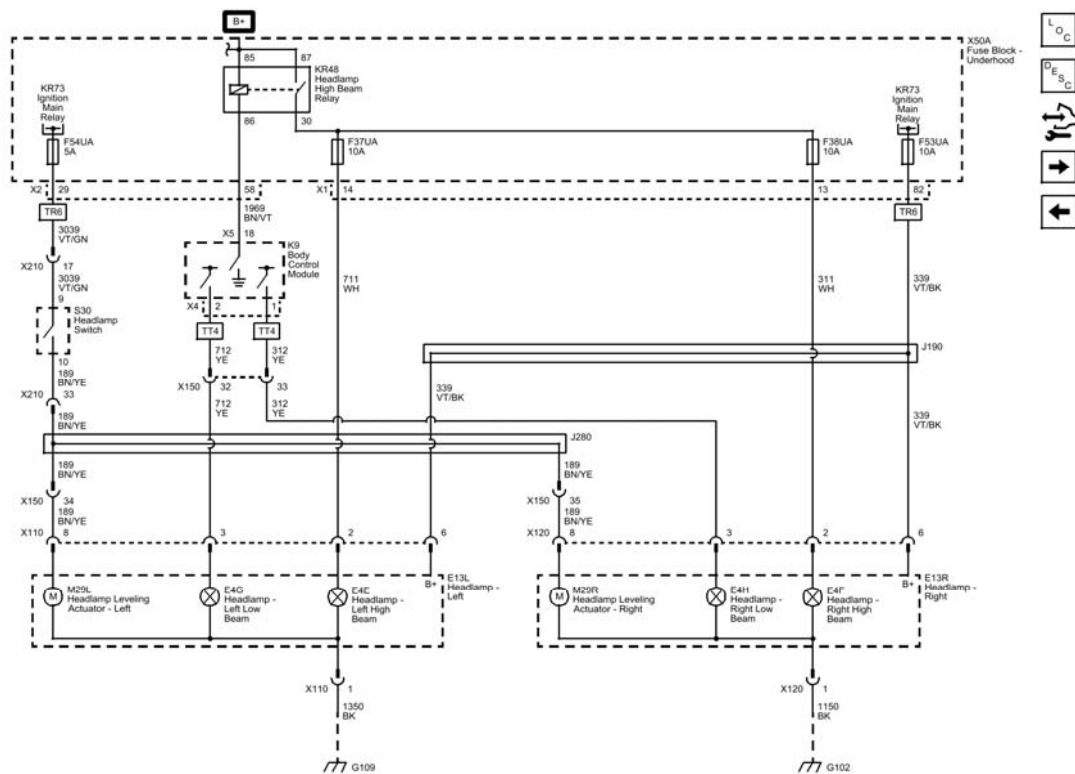 B+
X50A
Fuse Block -
Underhood
LOC
DESC
85
87
KR48
Headlamp
High Beam
Relay
86
30
KR73
Ignition
Main
Relay
F54UA
5A
F37UA
10A
F38UA
10A
KR73
Ignition
Main
Relay
F53UA
10A
X2
29
58
X1
14
13
82
TR6
TR6
1969
BN/VT
3039
VT/GN
X5
18
K9
Body
Control
Module
X210
17
3039
VT/GN
9
S30
Headlamp
Switch
10
189
BN/YE
X210
33
189
BN/YE
X4
2
1
TT4
TT4
712
YE
312
YE
X150
32
33
712
YE
312
YE
711
WH
311
WH
339
VT/BK
J190
339
VT/BK
339
VT/BK
J280
189
BN/YE
X150
34
189
BN/YE
X110
8
3
2
6
189
BN/YE
X150
35
189
BN/YE
X120
8
3
2
6
M
M29L
Headlamp Leveling
Actuator - Left
E4G
Headlamp -
Left Low
Beam
E4E
Headlamp -
Left High
Beam
B+
E13L
Headlamp -
Left
M
M29R
Headlamp Leveling
Actuator - Right
E4H
Headlamp -
Right Low
Beam
E4F
Headlamp -
Right High
Beam
B+
E13R
Headlamp -
Right
X110
1
1350
BK
G109
X120
1
1150
BK
G102